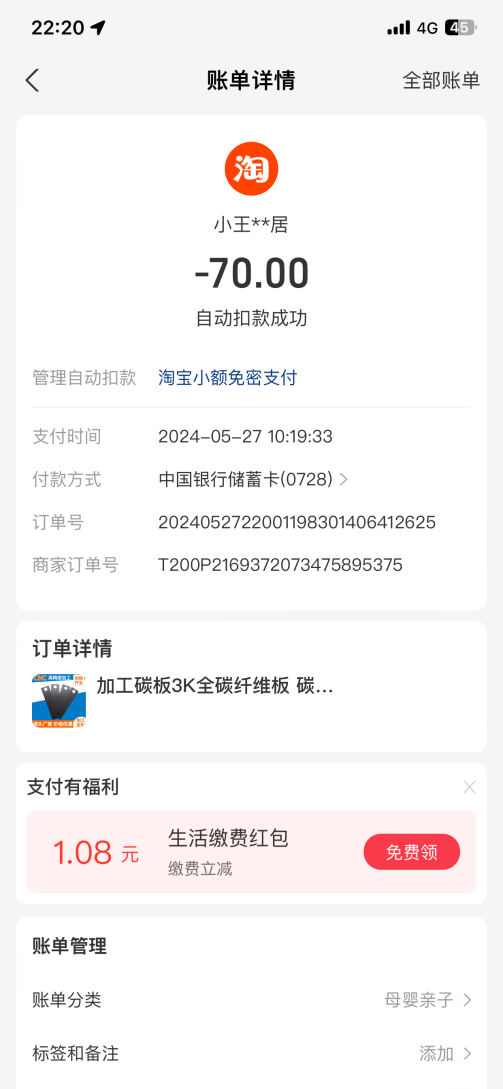 22:20
4G
45
账单详情
全部账单
淘
小王**居
-70.00
自动扣款成功
管理自动扣款 淘宝小额免密支付
支付时间 2024-05-27 10:19:33
付款方式 中国银行储蓄卡(0728)
订单号 2024052722001198301406412625
商家订单号 T200P2169372073475895375
订单详情
加工碳板3K全碳纤维板 碳...
支付有福利
1.08 元
生活缴费红包
缴费立减
免费领
账单管理
账单分类 母婴亲子
标签和备注 添加